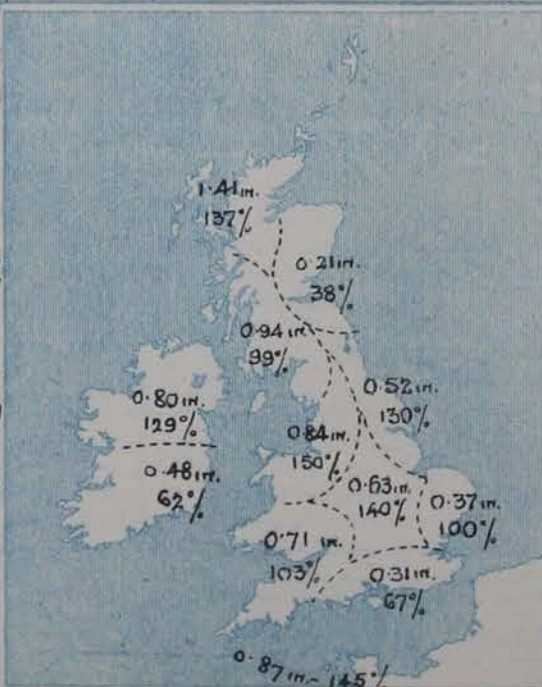 1·41 in.
137%
0·21 in.
38%
0·94 in
99%
0·80 in.
129%
0·52 in.
130%
0·84 in.
150%
0·48 in.
62%
0·63 in.
140%
0·37 in.
100%
0·71 in.
103%
0·31 in.
67%
0·87 in - 145%